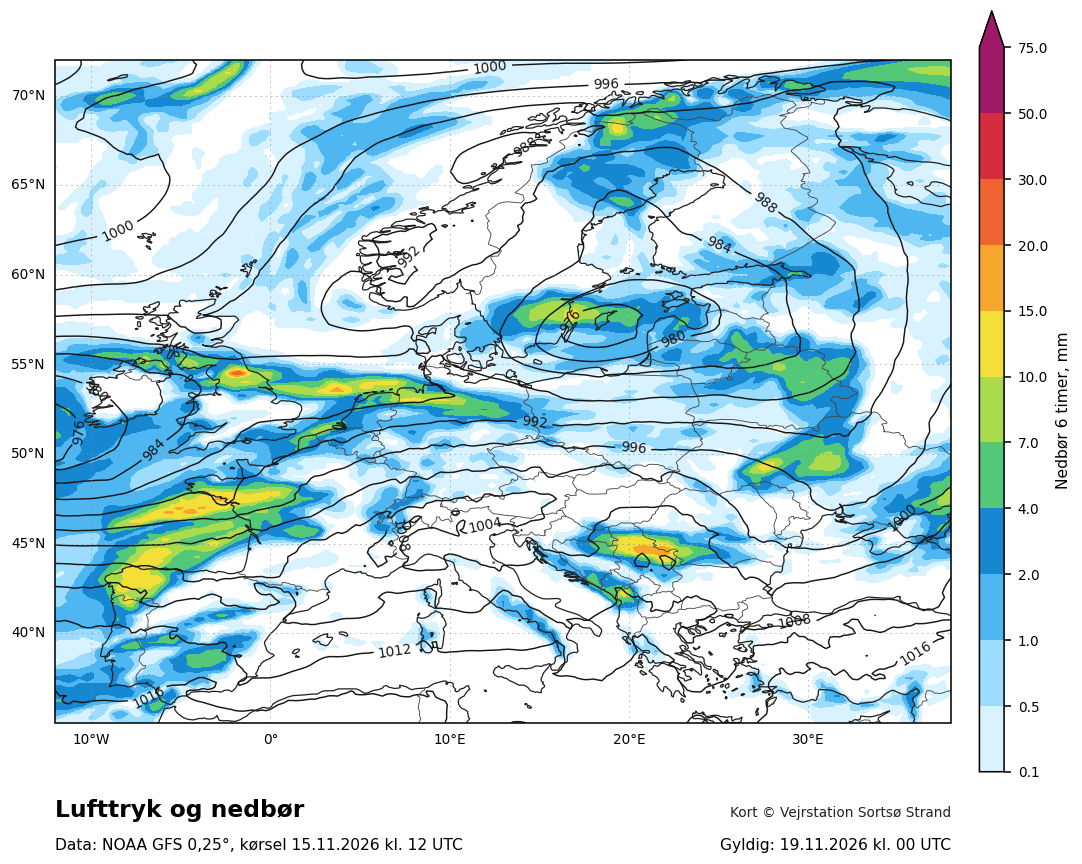 75.0
50.0
30.0
20.0
15.0
10.0
7.0
4.0
2.0
1.0
0.5
0.1
Nedbør 6 timer, mm
70°N
65°N
60°N
55°N
50°N
45°N
40°N
10°W
0°
10°E
20°E
30°E
1000
996
988
988
1000
992
984
976
980
992
996
976
984
1004
1000
1008
1008
1012
1016
1016
Lufttryk og nedbør
Kort © Vejrstation Sortsø Strand
Data: NOAA GFS 0,25°, kørsel 15.11.2026 kl. 12 UTC
Gyldig: 19.11.2026 kl. 00 UTC